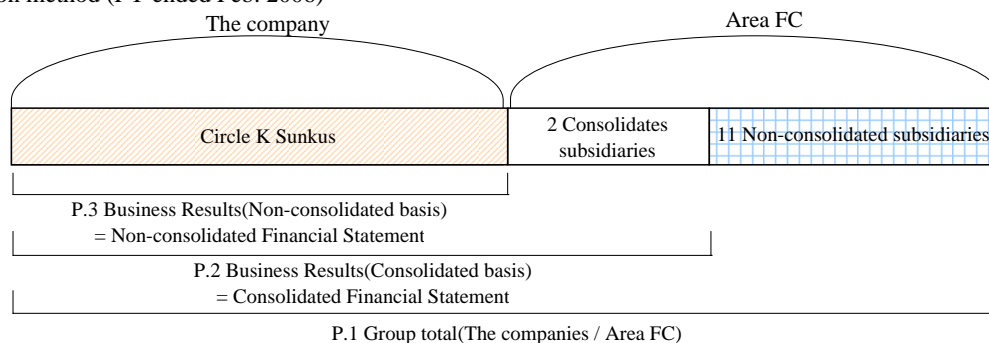 on method (FY ended Feb. 2006)
The company
Area FC
Circle K Sunkus
2 Consolidates
subsidiaries
11 Non-consolidated subsidiaries
P.3 Business Results(Non-consolidated basis)
= Non-consolidated Financial Statement
P.2 Business Results(Consolidated basis)
= Consolidated Financial Statement
P.1 Group total(The companies / Area FC)